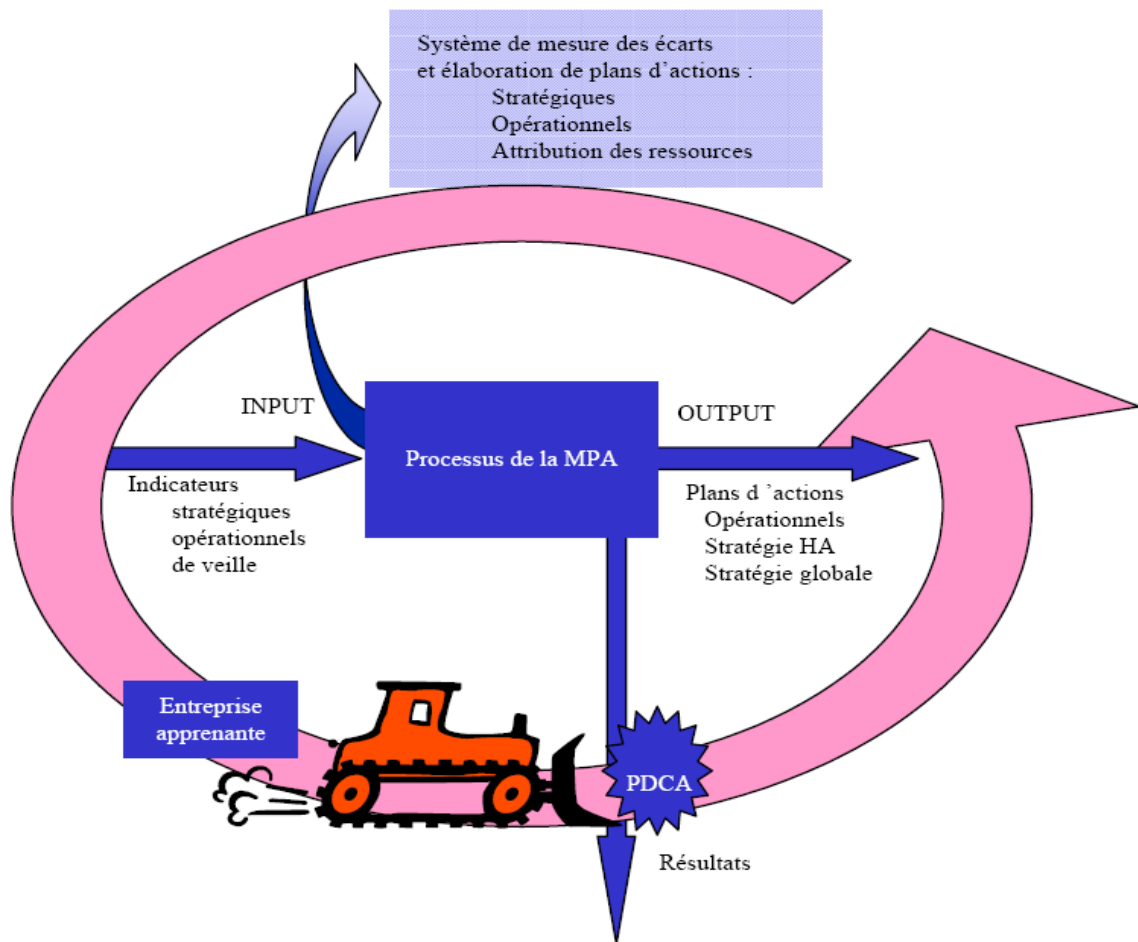 Système de mesure des écarts
et élaboration de plans d’actions :
Stratégiques
Opérationnels
Attribution des ressources
INPUT
OUTPUT
Processus de la MPA
Indicateurs
stratégiques
opérationnels
de veille
Plans d ’actions
Opérationnels
Stratégie HA
Stratégie globale
Entreprise
apprenante
PDCA
Résultats